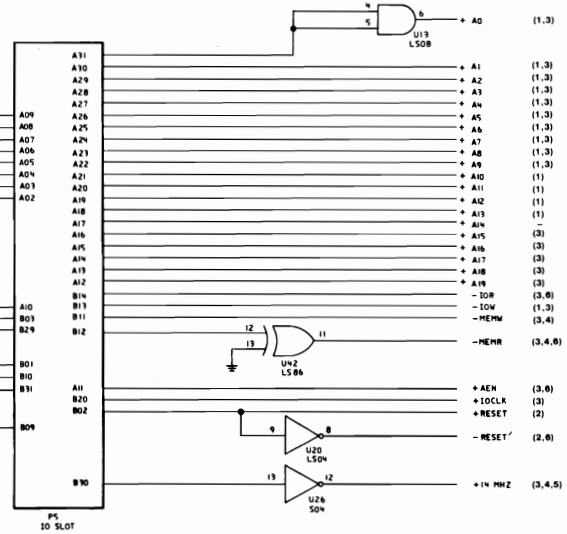 4 6 + A0 (1,3)
5 U13
LS08
A31
A30 + A1 (1,3)
A29 + A2 (1,3)
A28 + A3 (1,3)
A27 + A4 (1,3)
A09 A26 + A5 (1,3)
A08 A25 + A6 (1,3)
A07 A24 + A7 (1,3)
A06 A23 + A8 (1,3)
A05 A22 + A9 (1,3)
A04 A21 + A10 (1)
A03 A20 + A11 (1)
A02 A19 + A12 (1)
A18 + A13 (1)
A17 + A14 –
A16 + A15 (3)
A15 + A16 (3)
A14 + A17 (3)
A13 + A18 (3)
A12 + A19 (3)
B14 – IOR (3,6)
A10 B13 – IOW (1,3)
B03 B11 – MEMW (3,4)
B29 B12 12 11 – MEMR (3,4,6)
13
U42
LS86
B01
B10
B31 A11 + AEN (3,6)
B20 + IOCLK (3)
B02 + RESET (2)
B09 9 8 – RESET' (2,6)
U20
LS04
B30 13 12 + 14 MHZ (3,4,5)
U26
S04
P5
IO SLOT